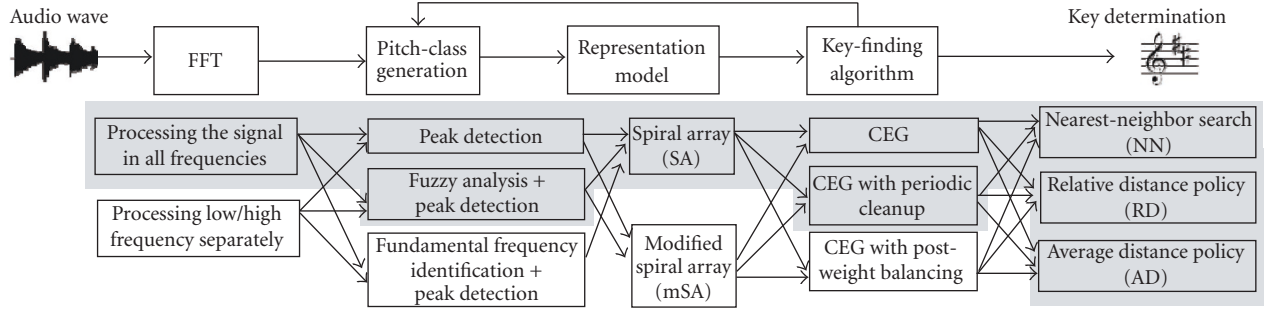 Audio wave
FFT
Pitch-class
generation
Representation
model
Key-finding
algorithm
Key determination
Processing the signal
in all frequencies
Processing low/high
frequency separately
Peak detection
Fuzzy analysis +
peak detection
Fundamental frequency
identification +
peak detection
Spiral array
(SA)
Modified
spiral array
(mSA)
CEG
CEG with periodic
cleanup
CEG with post-
weight balancing
Nearest-neighbor search
(NN)
Relative distance policy
(RD)
Average distance policy
(AD)